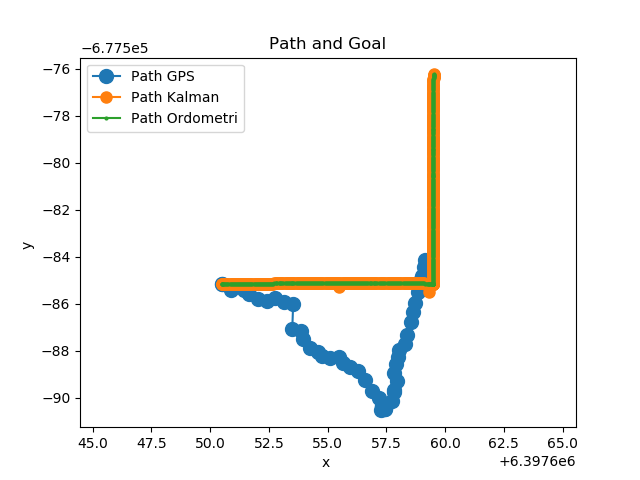 Path and Goal
−6.775e5
Path GPS
Path Kalman
Path Ordometri
−76
−78
−80
−82
−84
−86
−88
−90
y
45.0 47.5 50.0 52.5 55.0 57.5 60.0 62.5 65.0
x
+6.3976e6